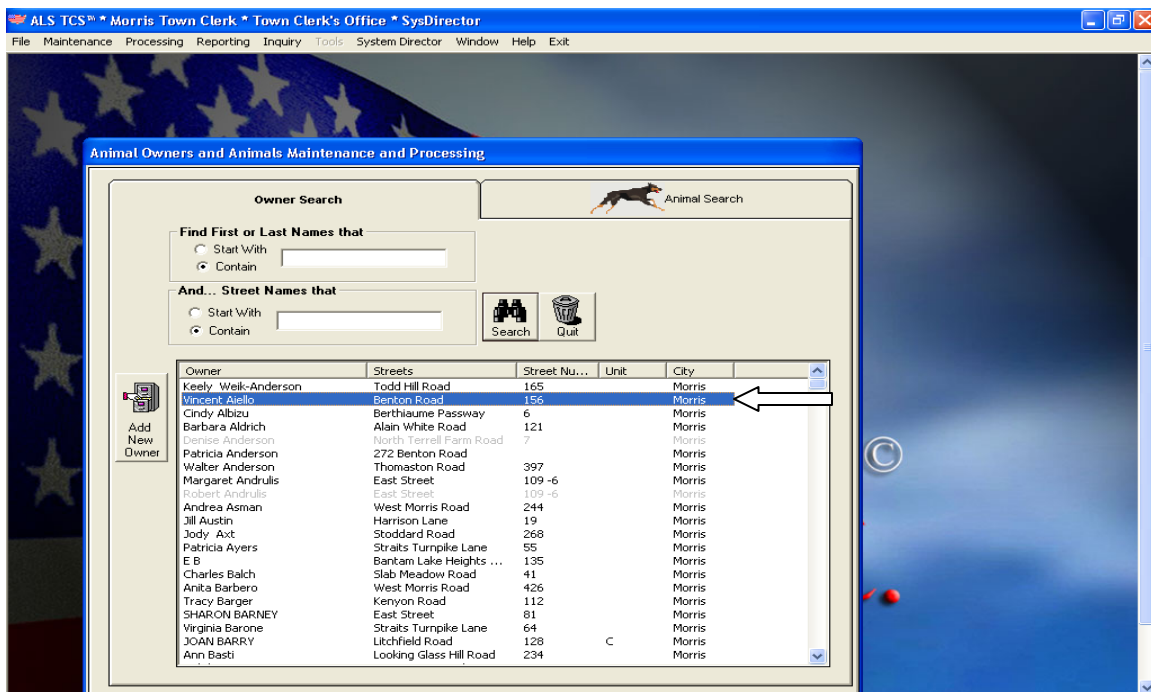 ALS TCS™ * Morris Town Clerk * Town Clerk's Office * SysDirector
File Maintenance Processing Reporting Inquiry Tools System Director Window Help Exit
Animal Owners and Animals Maintenance and Processing
Owner Search Animal Search
Find First or Last Names that
Start With
Contain
And... Street Names that
Start With
Contain
Search Quit
Add
New
Owner
Owner Streets Street Nu... Unit City
Keely Weik-Anderson Todd Hill Road 165 Morris
Vincent Aiello Benton Road 156 Morris
Cindy Albizu Berthiaume Passway 6 Morris
Barbara Aldrich Alain White Road 121 Morris
Denise Anderson North Terrell Farm Road 7 Morris
Patricia Anderson 272 Benton Road Morris
Walter Anderson Thomaston Road 397 Morris
Margaret Andrulis East Street 109 -6 Morris
Robert Andrulis East Street 109 -6 Morris
Andrea Asman West Morris Road 244 Morris
Jill Austin Harrison Lane 19 Morris
Jody Axt Stoddard Road 268 Morris
Patricia Ayers Straits Turnpike Lane 55 Morris
E B Bantam Lake Heights ... 135 Morris
Charles Balch Slab Meadow Road 41 Morris
Anita Barbero West Morris Road 426 Morris
Tracy Barger Kenyon Road 112 Morris
SHARON BARNEY East Street 81 Morris
Virginia Barone Straits Turnpike Lane 64 Morris
JOAN BARRY Litchfield Road 128 C Morris
Ann Basti Looking Glass Hill Road 234 Morris
©